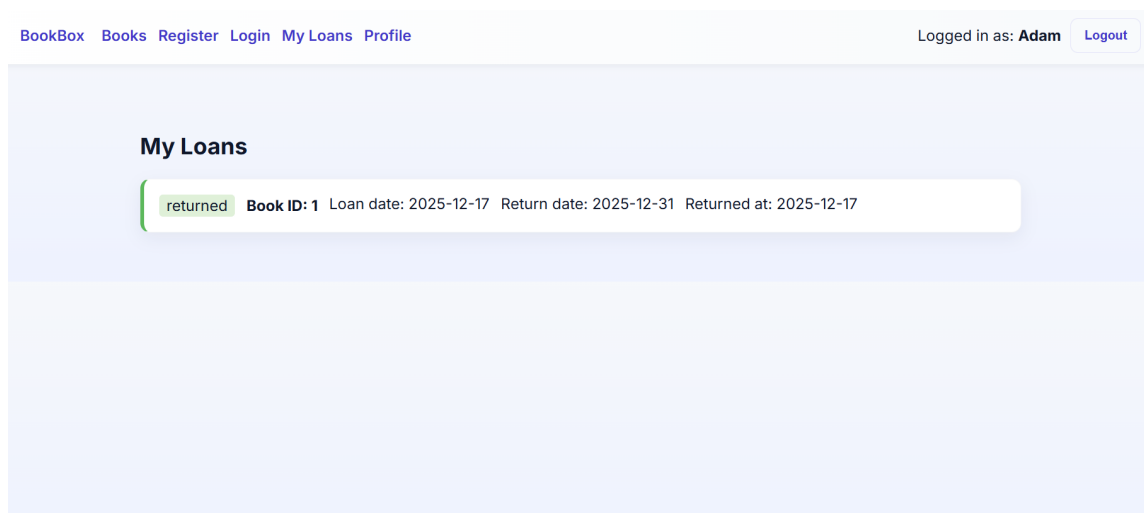 BookBox Books Register Login My Loans Profile Logged in as: Adam Logout
My Loans
returned Book ID: 1 Loan date: 2025-12-17 Return date: 2025-12-31 Returned at: 2025-12-17